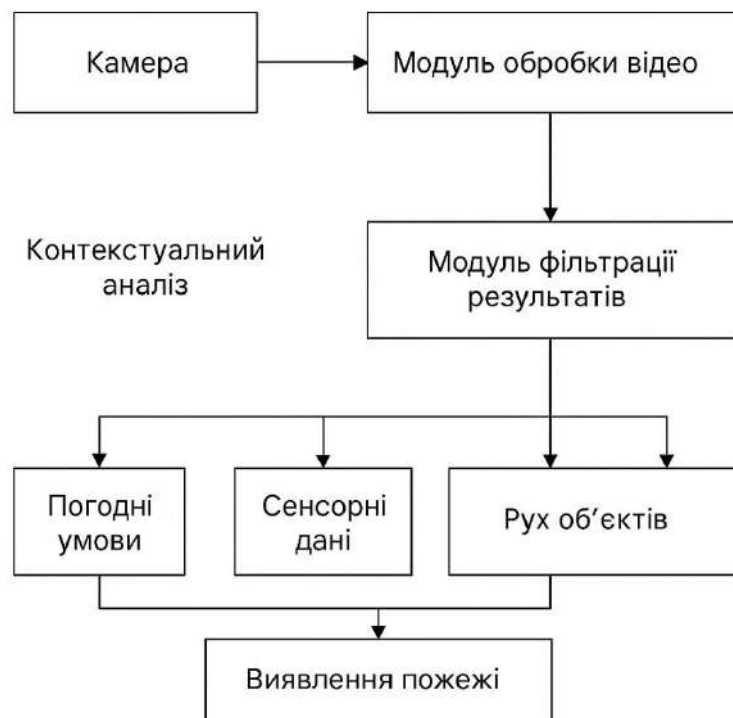 Камера
Модуль обробки відео
Контекстуальний
аналіз
Модуль фільтрації
результатів
Погодні
умови
Сенсорні
дані
Рух об’єктів
Виявлення пожежі